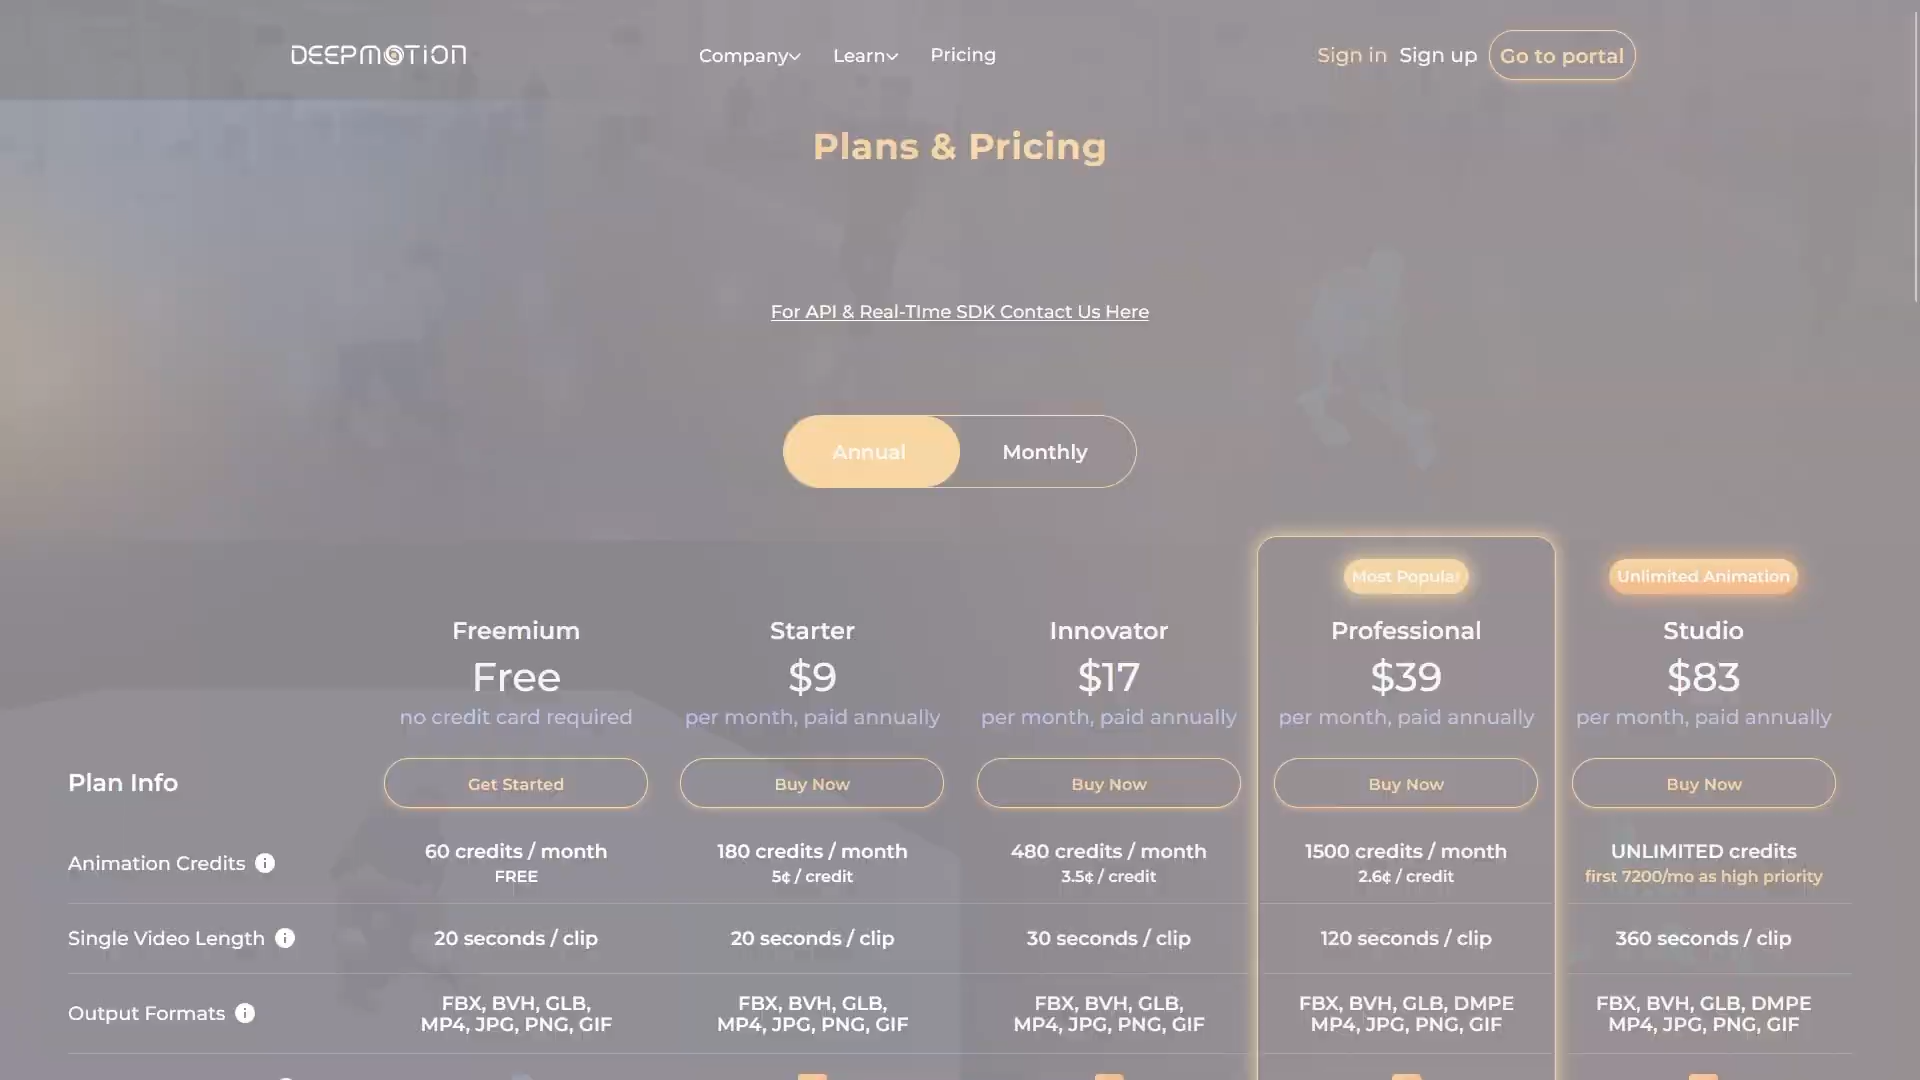 DEEPMOTION
Company
Learn
Pricing
Sign in
Sign up
Go to portal
Plans & Pricing
For API & Real-TIme SDK Contact Us Here
Annual
Monthly
Most Popular
Unlimited Animation
Freemium
Starter
Innovator
Professional
Studio
Free
$9
$17
$39
$83
no credit card required
per month, paid annually
per month, paid annually
per month, paid annually
per month, paid annually
Plan Info
Get Started
Buy Now
Buy Now
Buy Now
Buy Now
Animation Credits
60 credits / month
FREE
180 credits / month
5¢ / credit
480 credits / month
3.5¢ / credit
1500 credits / month
2.6¢ / credit
UNLIMITED credits
first 7200/mo as high priority
Single Video Length
20 seconds / clip
20 seconds / clip
30 seconds / clip
120 seconds / clip
360 seconds / clip
Output Formats
FBX, BVH, GLB,
MP4, JPG, PNG, GIF
FBX, BVH, GLB,
MP4, JPG, PNG, GIF
FBX, BVH, GLB,
MP4, JPG, PNG, GIF
FBX, BVH, GLB, DMPE
MP4, JPG, PNG, GIF
FBX, BVH, GLB, DMPE
MP4, JPG, PNG, GIF